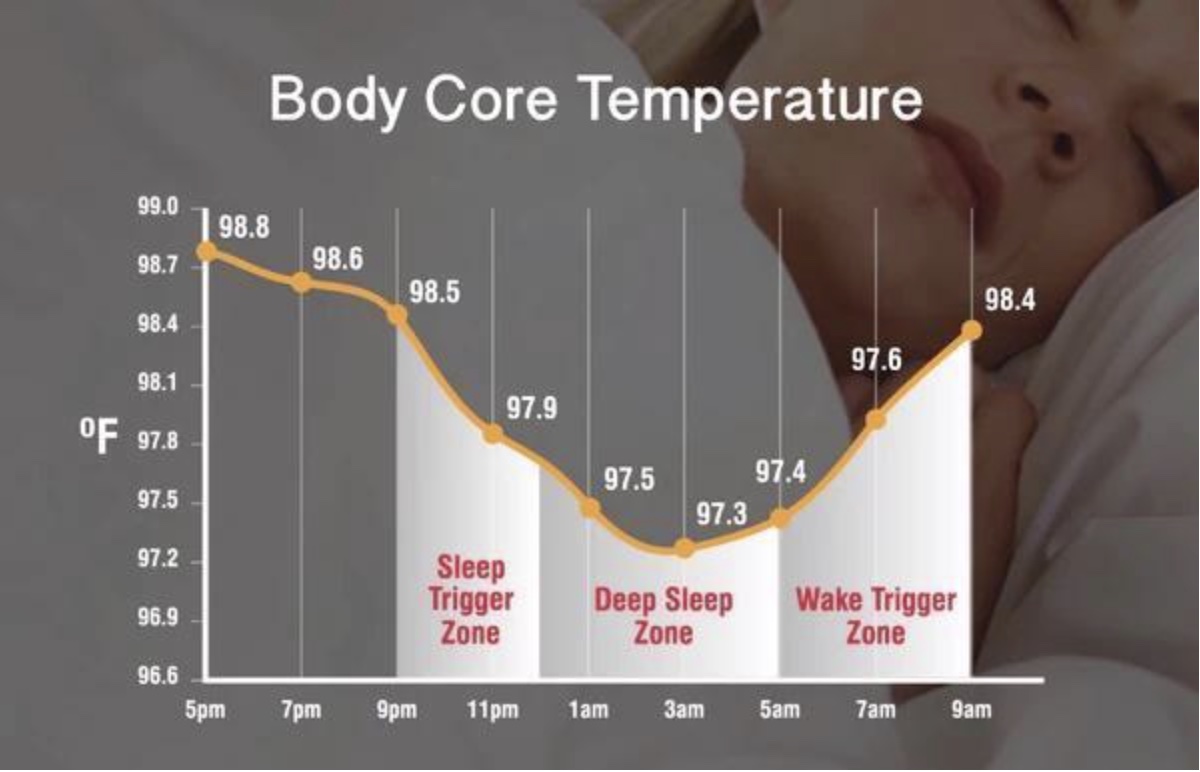 Body Core Temperature
99.0
98.8
98.7
98.6
98.5
98.4
98.4
98.1
97.6
97.9
ºF
97.8
97.5
97.4
97.5
97.3
97.2
Sleep
Trigger
Zone
Deep Sleep
Zone
Wake Trigger
Zone
96.9
96.6
5pm 7pm 9pm 11pm 1am 3am 5am 7am 9am